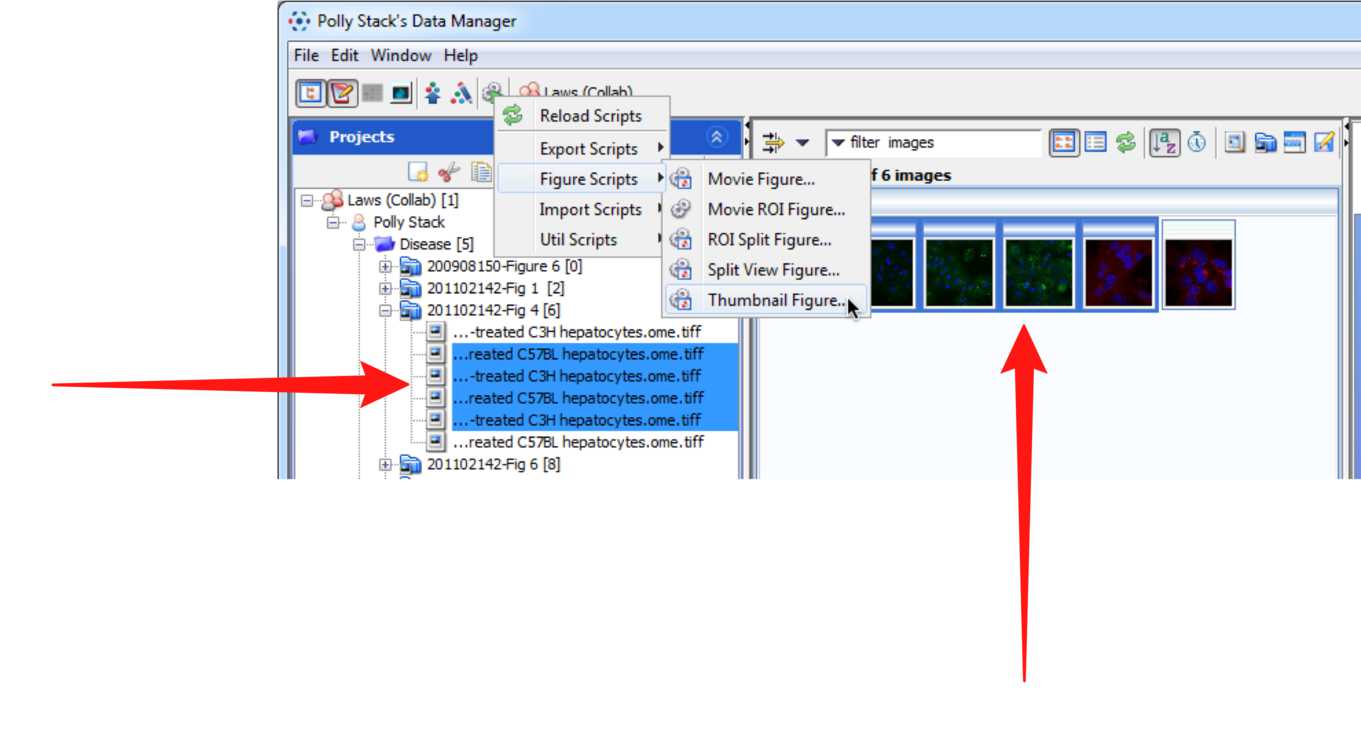 Polly Stack's Data Manager
File Edit Window Help
Laws (Collab)
Reload Scripts
Export Scripts
Figure Scripts
Import Scripts
Util Scripts
Movie Figure...
Movie ROI Figure...
ROI Split Figure...
Split View Figure...
Thumbnail Figure...
Projects
filter images
f 6 images
Laws (Collab) [1]
Polly Stack
Disease [5]
200908150-Figure 6 [0]
201102142-Fig 1 [2]
201102142-Fig 4 [6]
...-treated C3H hepatocytes.ome.tiff
...reated C57BL hepatocytes.ome.tiff
...-treated C3H hepatocytes.ome.tiff
...reated C57BL hepatocytes.ome.tiff
...-treated C3H hepatocytes.ome.tiff
...reated C57BL hepatocytes.ome.tiff
201102142-Fig 6 [8]